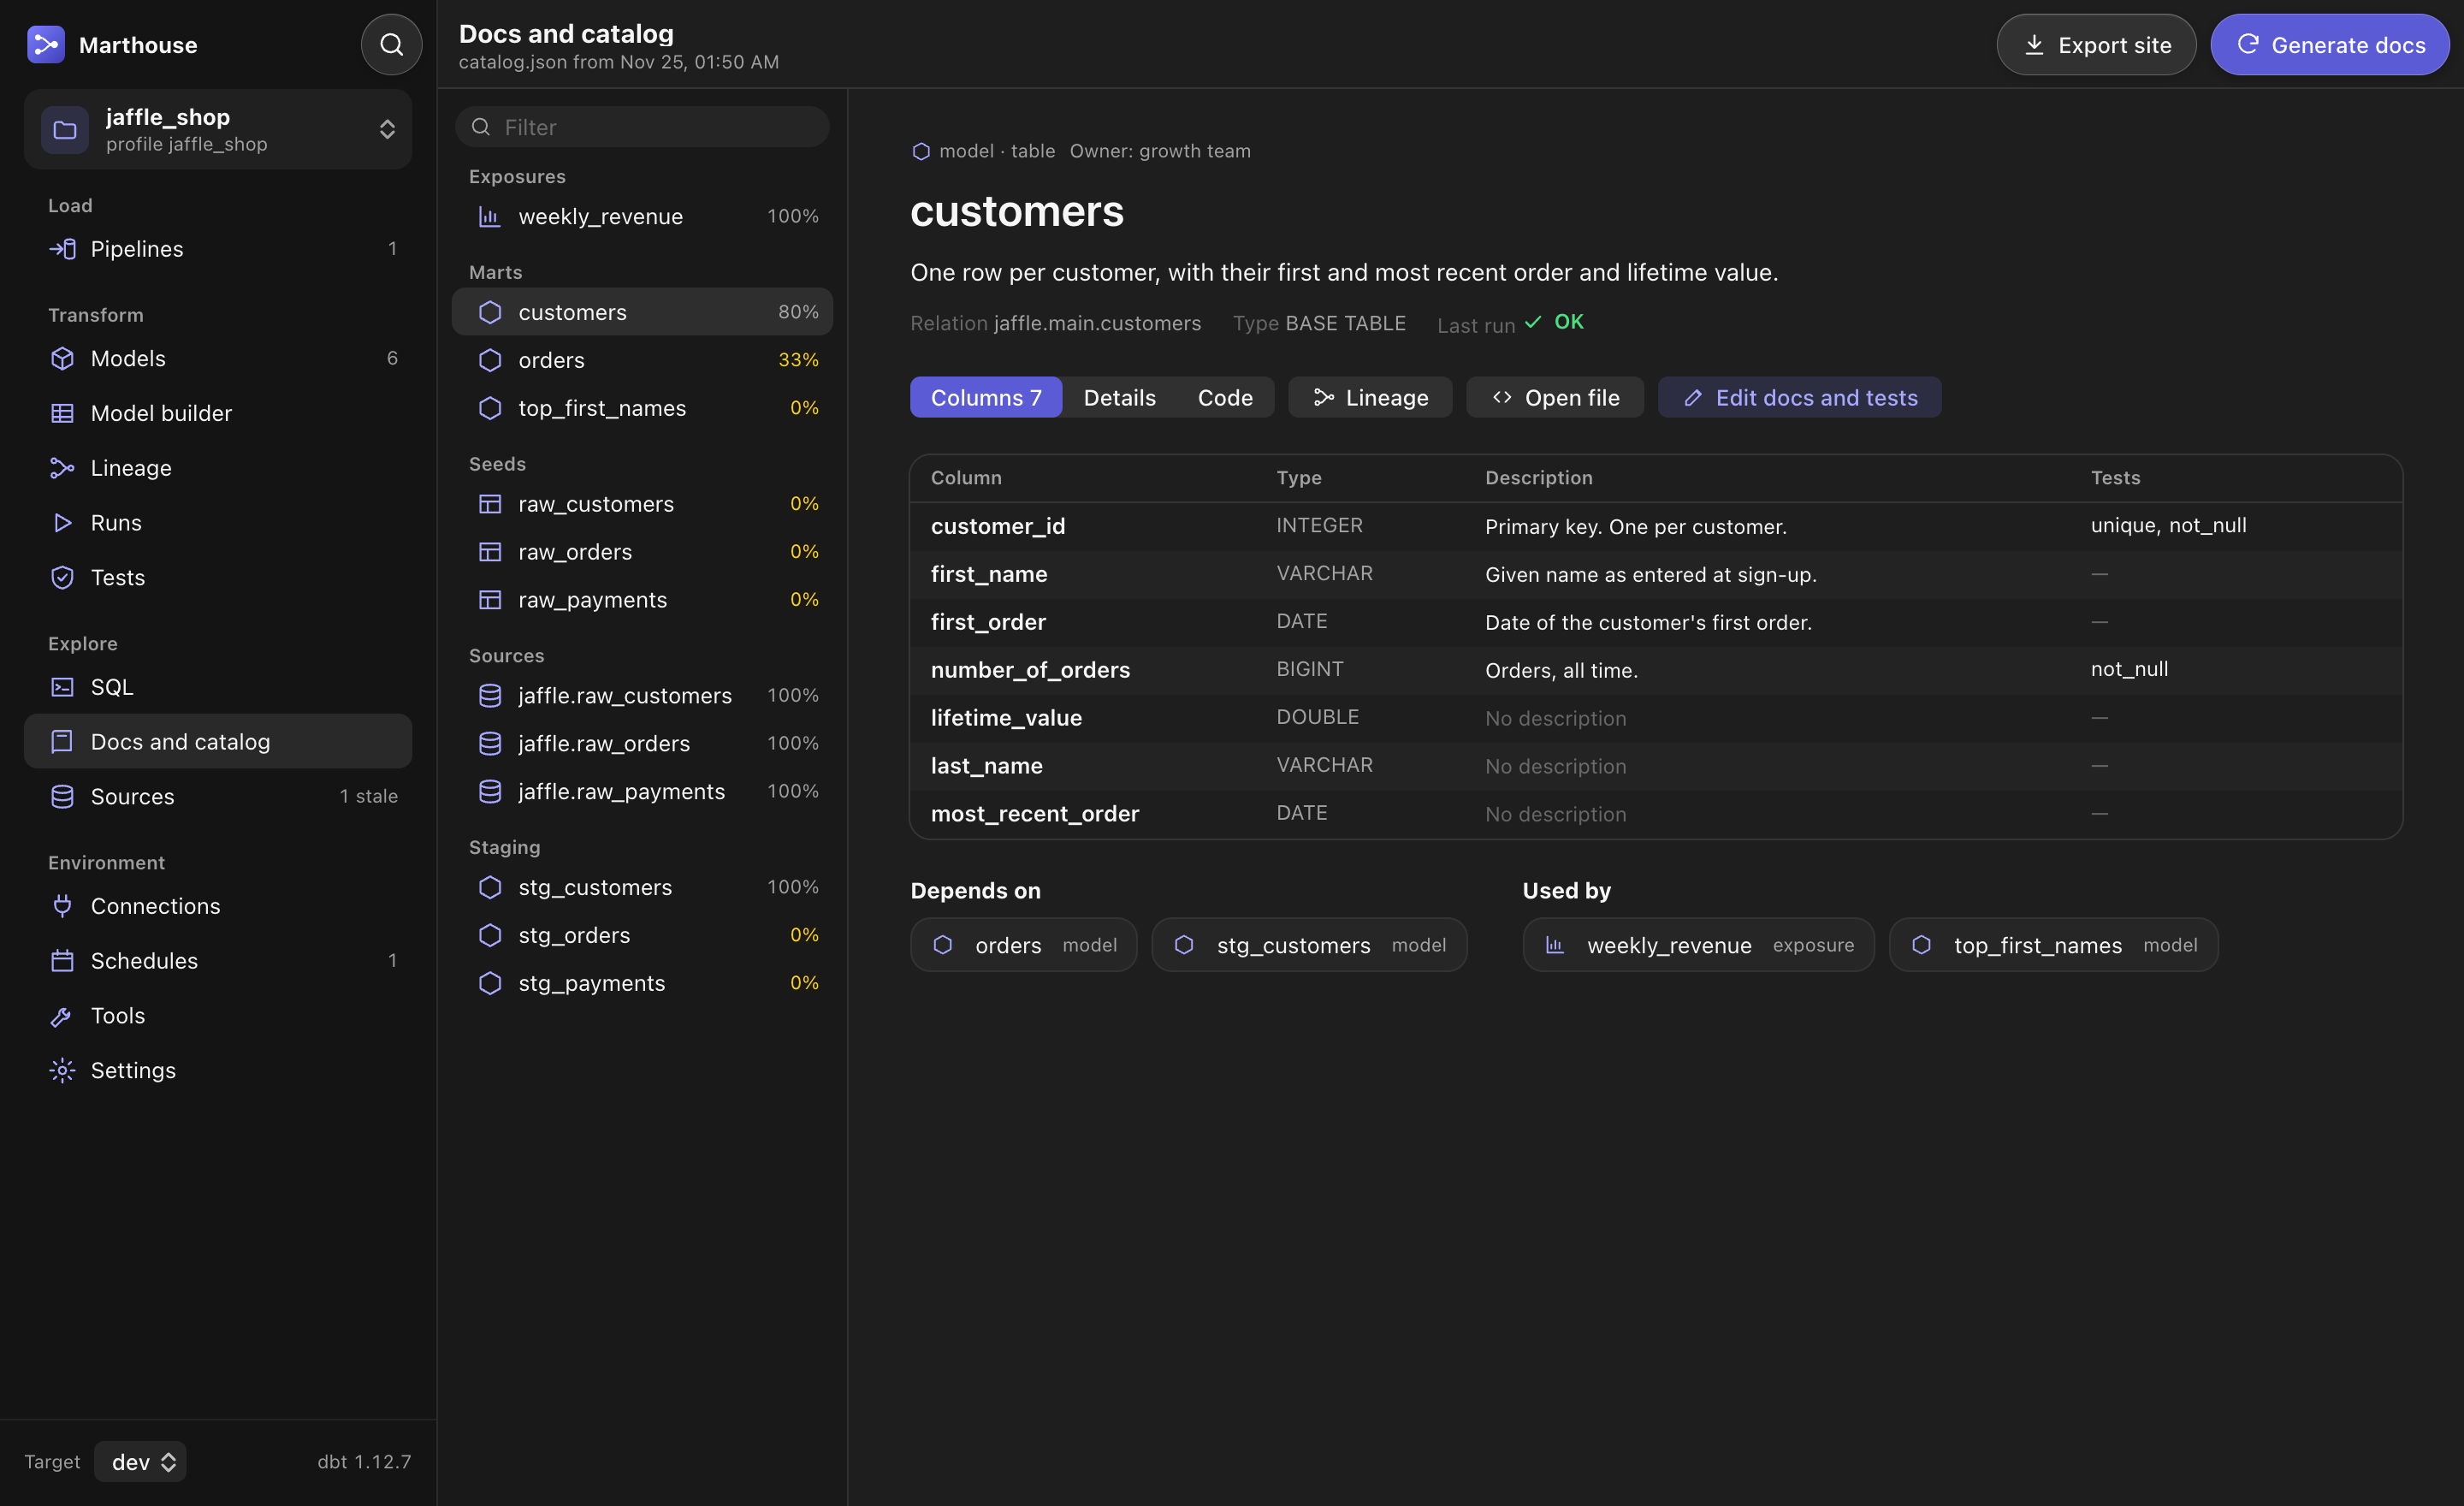 Marthouse
jaffle_shop
profile jaffle_shop
Load
Pipelines 1
Transform
Models 6
Model builder
Lineage
Runs
Tests
Explore
SQL
Docs and catalog
Sources 1 stale
Environment
Connections
Schedules 1
Tools
Settings
Target dev dbt 1.12.7
Docs and catalog
catalog.json from Nov 25, 01:50 AM
Export site
Generate docs
Filter
Exposures
weekly_revenue 100%
Marts
customers 80%
orders 33%
top_first_names 0%
Seeds
raw_customers 0%
raw_orders 0%
raw_payments 0%
Sources
jaffle.raw_customers 100%
jaffle.raw_orders 100%
jaffle.raw_payments 100%
Staging
stg_customers 100%
stg_orders 0%
stg_payments 0%
model · table Owner: growth team
customers
One row per customer, with their first and most recent order and lifetime value.
Relation jaffle.main.customers Type BASE TABLE Last run OK
Columns 7 Details Code Lineage Open file Edit docs and tests
Column Type Description Tests
customer_id INTEGER Primary key. One per customer. unique, not_null
first_name VARCHAR Given name as entered at sign-up. —
first_order DATE Date of the customer's first order. —
number_of_orders BIGINT Orders, all time. not_null
lifetime_value DOUBLE No description —
last_name VARCHAR No description —
most_recent_order DATE No description —
Depends on
orders model stg_customers model
Used by
weekly_revenue exposure top_first_names model